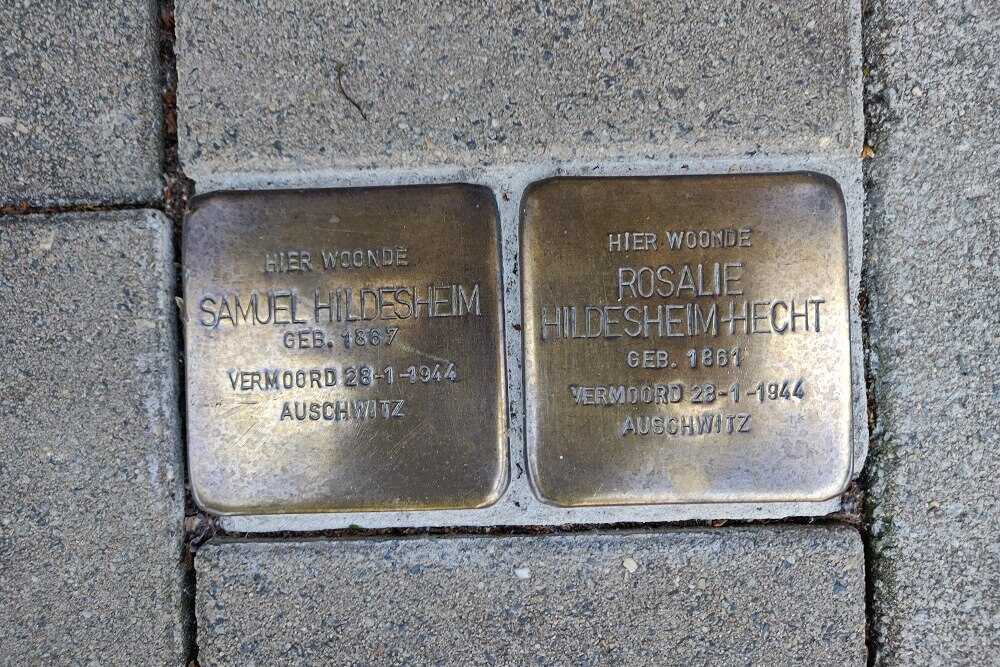 HIER WOONDE
SAMUEL HILDESHEIM
GEB. 1867
VERMOORD 28-1-1944
AUSCHWITZ
HIER WOONDE
ROSALIE
HILDESHEIM-HECHT
GEB. 1861
VERMOORD 28-1-1944
AUSCHWITZ